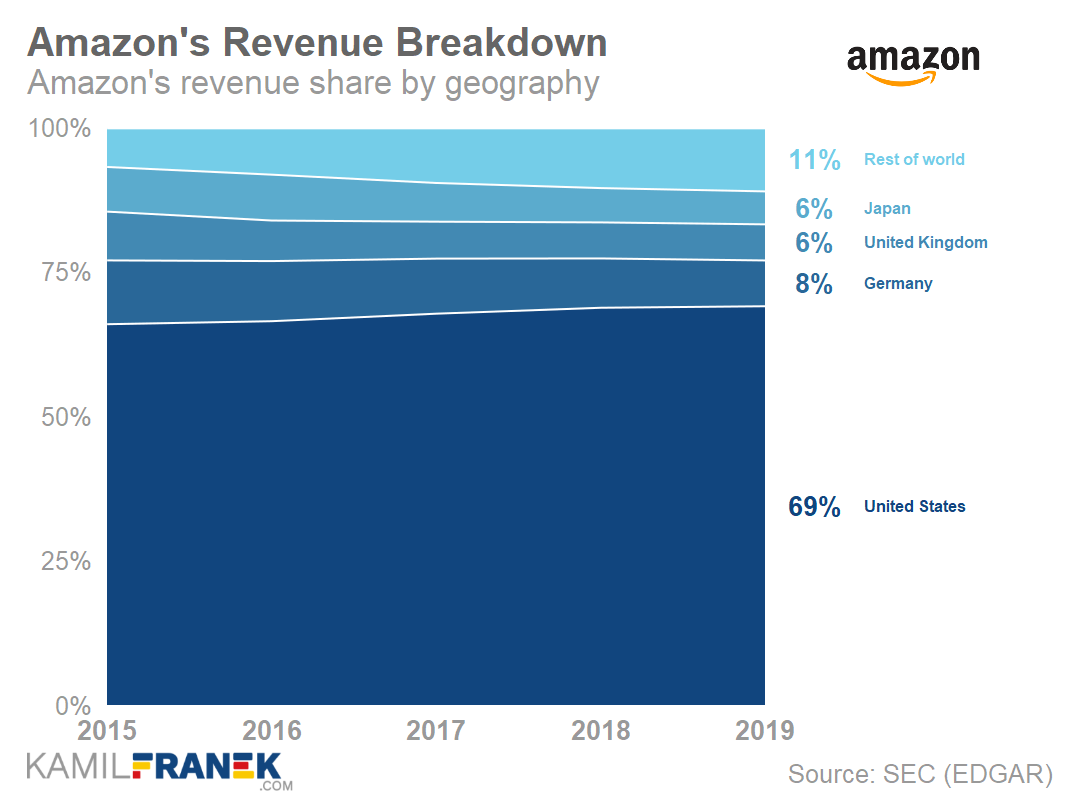 Amazon's Revenue Breakdown
Amazon's revenue share by geography
amazon
100%
75%
50%
25%
0%
11% Rest of world
6% Japan
6% United Kingdom
8% Germany
69% United States
2015 2016 2017 2018 2019
KAMILFRANEK
.COM
Source: SEC (EDGAR)